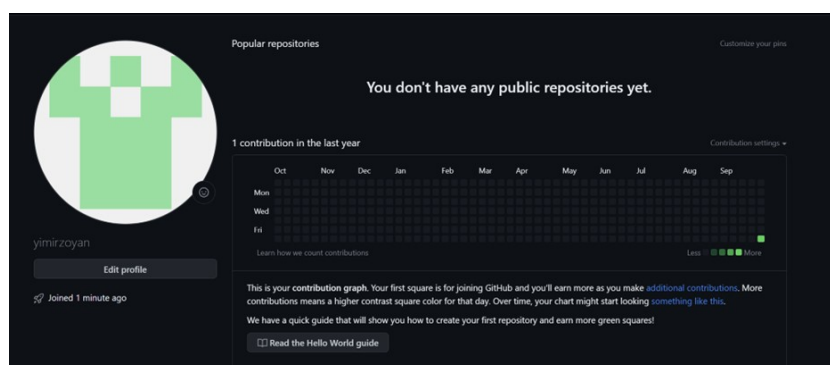 Popular repositories
Customize your pins
You don't have any public repositories yet.
1 contribution in the last year
Contribution settings
Oct Nov Dec Jan Feb Mar Apr May Jun Jul Aug Sep
Mon
Wed
Fri
Learn how we count contributions
Less More
yimirzoyan
Edit profile
Joined 1 minute ago
This is your contribution graph. Your first square is for joining GitHub and you'll earn more as you make additional contributions. More
contributions means a higher contrast square color for that day. Over time, your chart might start looking something like this.
We have a quick guide that will show you how to create your first repository and earn more green squares!
Read the Hello World guide